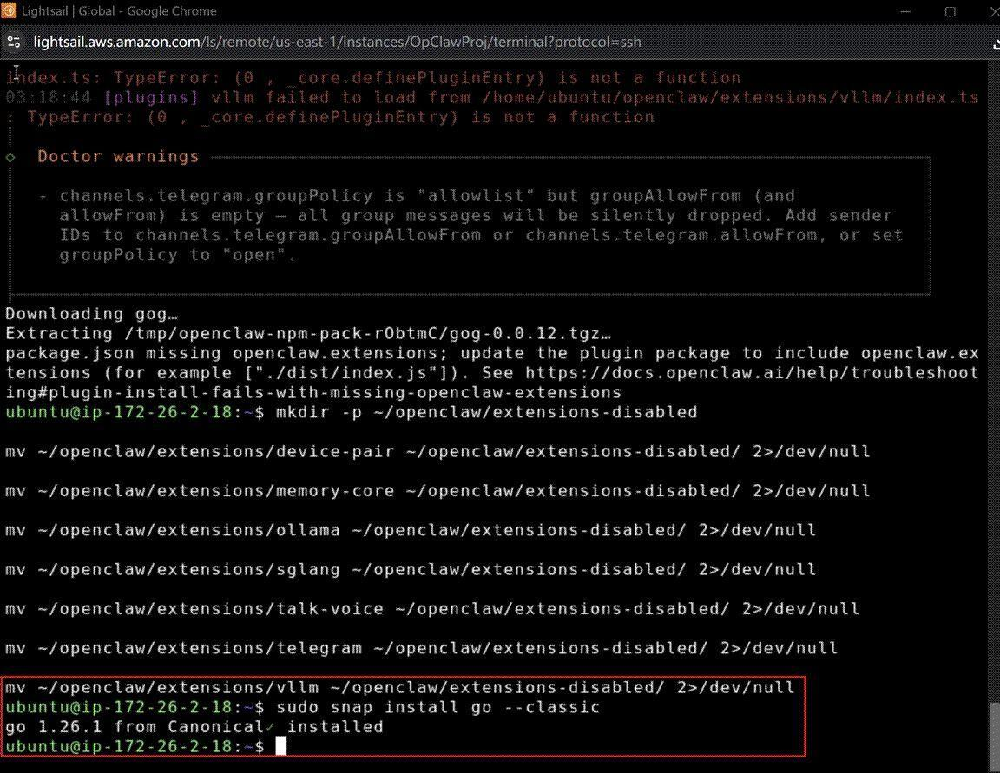 Lightsail | Global - Google Chrome
lightsail.aws.amazon.com/ls/remote/us-east-1/instances/OpClawProj/terminal?protocol=ssh
index.ts: TypeError: (0 , _core.definePluginEntry) is not a function
03:18:44 [plugins] vllm failed to load from /home/ubuntu/openclaw/extensions/vllm/index.ts
: TypeError: (0 , _core.definePluginEntry) is not a function
Doctor warnings
- channels.telegram.groupPolicy is "allowlist" but groupAllowFrom (and
allowFrom) is empty — all group messages will be silently dropped. Add sender
IDs to channels.telegram.groupAllowFrom or channels.telegram.allowFrom, or set
groupPolicy to "open".
Downloading gog…
Extracting /tmp/openclaw-npm-pack-rObtmC/gog-0.0.12.tgz…
package.json missing openclaw.extensions; update the plugin package to include openclaw.ex
tensions (for example ["./dist/index.js"]). See https://docs.openclaw.ai/help/troubleshoot
ing#plugin-install-fails-with-missing-openclaw-extensions
ubuntu@ip-172-26-2-18:~$ mkdir -p ~/openclaw/extensions-disabled
mv ~/openclaw/extensions/device-pair ~/openclaw/extensions-disabled/ 2>/dev/null
mv ~/openclaw/extensions/memory-core ~/openclaw/extensions-disabled/ 2>/dev/null
mv ~/openclaw/extensions/ollama ~/openclaw/extensions-disabled/ 2>/dev/null
mv ~/openclaw/extensions/sglang ~/openclaw/extensions-disabled/ 2>/dev/null
mv ~/openclaw/extensions/talk-voice ~/openclaw/extensions-disabled/ 2>/dev/null
mv ~/openclaw/extensions/telegram ~/openclaw/extensions-disabled/ 2>/dev/null
mv ~/openclaw/extensions/vllm ~/openclaw/extensions-disabled/ 2>/dev/null
ubuntu@ip-172-26-2-18:~$ sudo snap install go --classic
go 1.26.1 from Canonical✓ installed
ubuntu@ip-172-26-2-18:~$